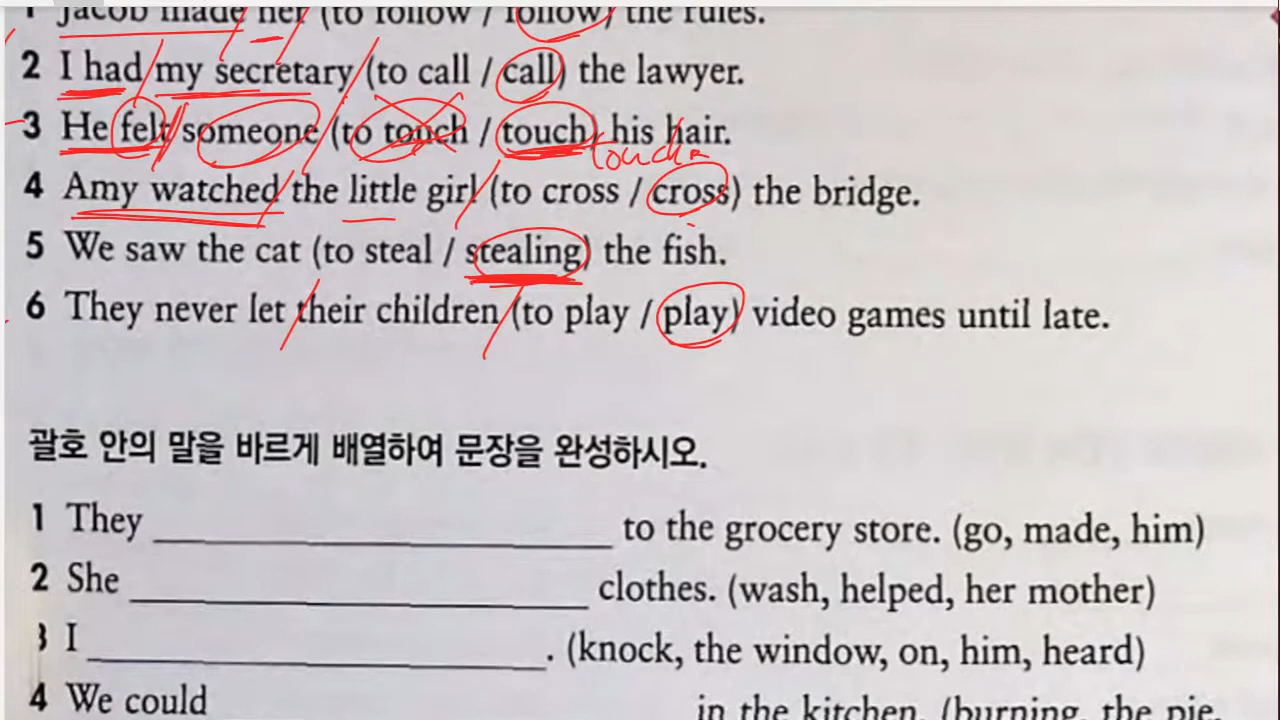 1 Jacob made her (to follow / follow) the rules.
2 I had my secretary (to call / call) the lawyer.
3 He felt someone (to touch / touch) his hair.
touch
4 Amy watched the little girl (to cross / cross) the bridge.
5 We saw the cat (to steal / stealing) the fish.
6 They never let their children (to play / play) video games until late.
괄호 안의 말을 바르게 배열하여 문장을 완성하시오.
1 They ____________ to the grocery store. (go, made, him)
2 She ____________ clothes. (wash, helped, her mother)
3 I ____________. (knock, the window, on, him, heard)
4 We could ____________ in the kitchen. (burning, the pie,